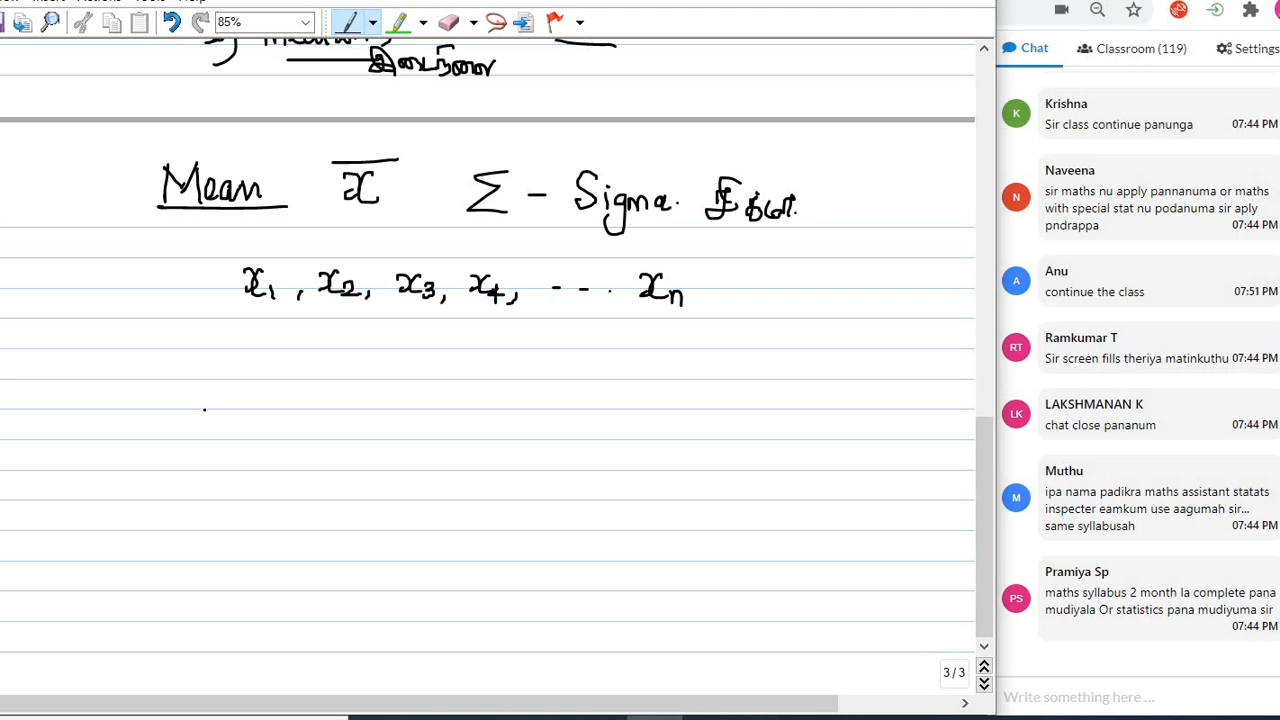 85%
இடைநிலை
Mean x̄ Σ - Sigma.
x₁, x₂, x₃, x₄, - - . xₙ
3 / 3
Chat
Classroom (119)
Settings
K
Krishna
Sir class continue panunga 07:44 PM
N
Naveena
sir maths nu apply pannanuma or maths
with special stat nu podanuma sir aply
pndrappa 07:44 PM
A
Anu
continue the class 07:51 PM
RT
Ramkumar T
Sir screen fills theriya matinkuthu 07:44 PM
LK
LAKSHMANAN K
chat close pananum 07:44 PM
M
Muthu
ipa nama padikra maths assistant statats
inspecter eamkum use aagumah sir...
same syllabusah 07:44 PM
PS
Pramiya Sp
maths syllabus 2 month la complete pana
mudiyala Or statistics pana mudiyuma sir
07:44 PM
Write something here ...